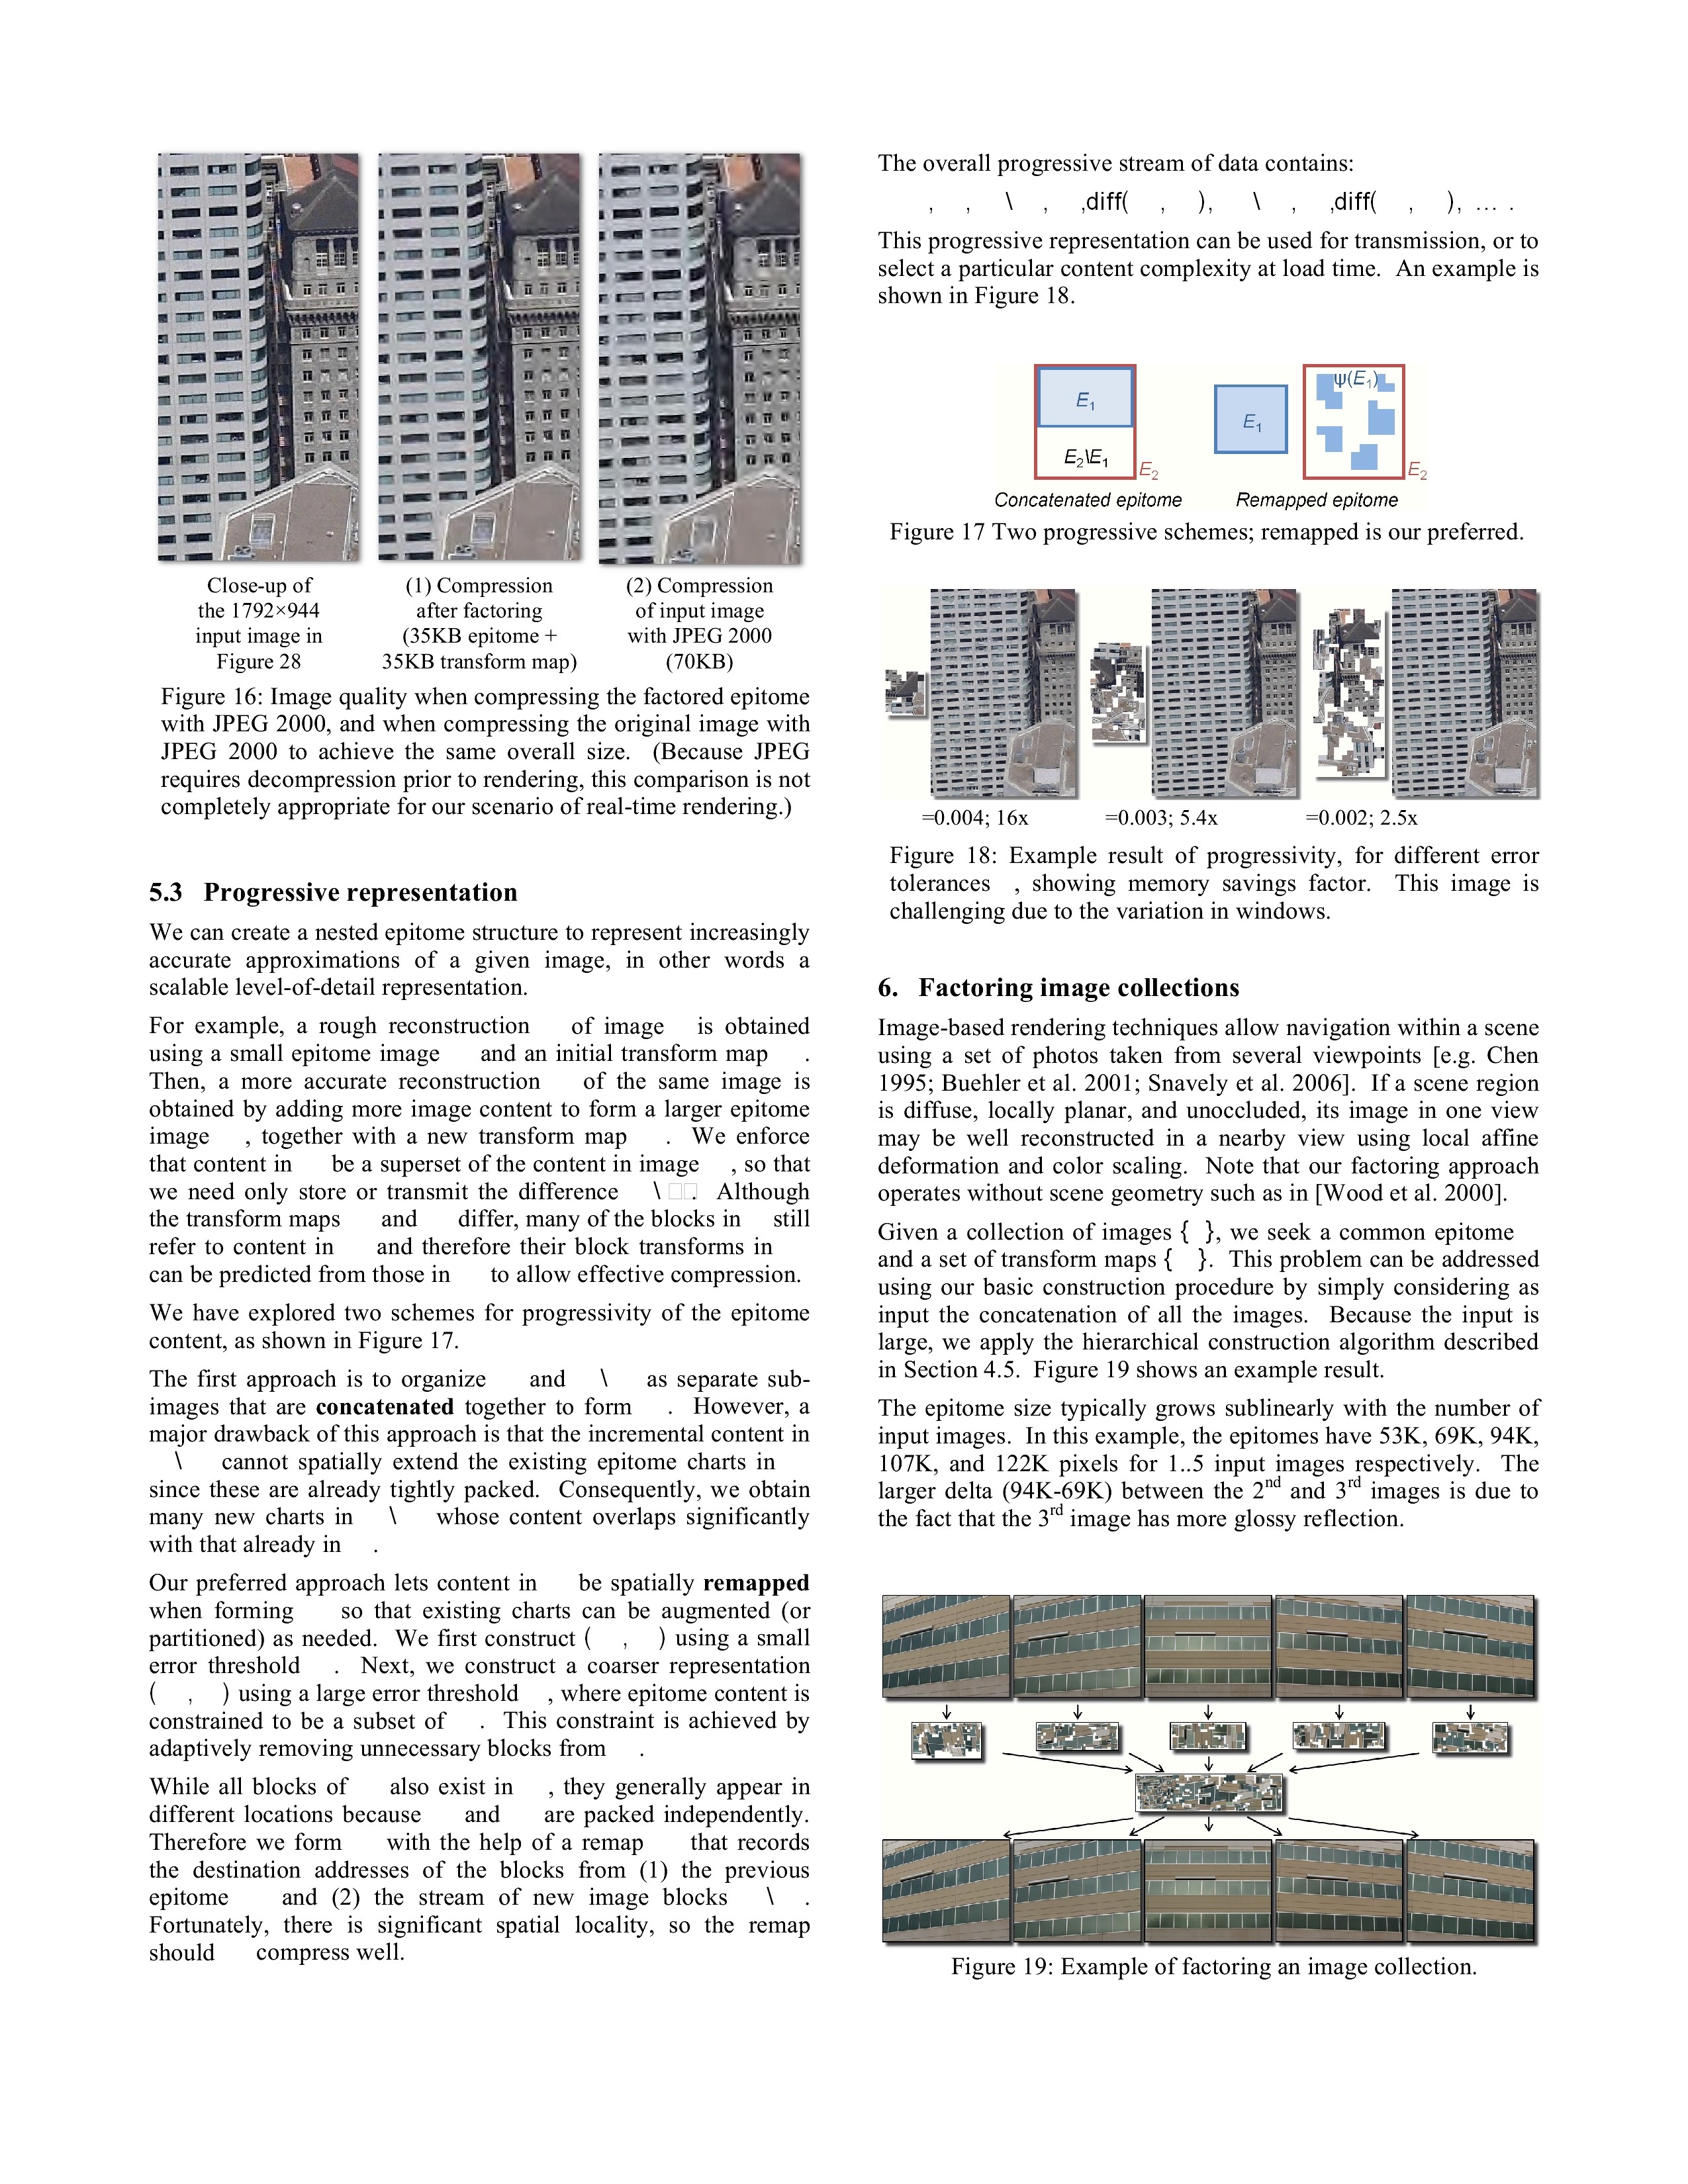 Close-up of
the 1792×944
input image in
Figure 28
(1) Compression
after factoring
(35KB epitome +
35KB transform map)
(2) Compression
of input image
with JPEG 2000
(70KB)
Figure 16: Image quality when compressing the factored epitome
with JPEG 2000, and when compressing the original image with
JPEG 2000 to achieve the same overall size. (Because JPEG
requires decompression prior to rendering, this comparison is not
completely appropriate for our scenario of real-time rendering.)
5.3 Progressive representation
We can create a nested epitome structure to represent increasingly
accurate approximations of a given image, in other words a
scalable level-of-detail representation.
For example, a rough reconstruction of image is obtained
using a small epitome image and an initial transform map .
Then, a more accurate reconstruction of the same image is
obtained by adding more image content to form a larger epitome
image , together with a new transform map . We enforce
that content in be a superset of the content in image , so that
we need only store or transmit the difference \ □□. Although
the transform maps and differ, many of the blocks in still
refer to content in and therefore their block transforms in
can be predicted from those in to allow effective compression.
We have explored two schemes for progressivity of the epitome
content, as shown in Figure 17.
The first approach is to organize and \ as separate sub-
images that are concatenated together to form . However, a
major drawback of this approach is that the incremental content in
\ cannot spatially extend the existing epitome charts in
since these are already tightly packed. Consequently, we obtain
many new charts in \ whose content overlaps significantly
with that already in .
Our preferred approach lets content in be spatially remapped
when forming so that existing charts can be augmented (or
partitioned) as needed. We first construct ( , ) using a small
error threshold . Next, we construct a coarser representation
( , ) using a large error threshold , where epitome content is
constrained to be a subset of . This constraint is achieved by
adaptively removing unnecessary blocks from .
While all blocks of also exist in , they generally appear in
different locations because and are packed independently.
Therefore we form with the help of a remap that records
the destination addresses of the blocks from (1) the previous
epitome and (2) the stream of new image blocks \ .
Fortunately, there is significant spatial locality, so the remap
should compress well.
The overall progressive stream of data contains:
, , \ , ,diff( , ), \ , ,diff( , ), … .
This progressive representation can be used for transmission, or to
select a particular content complexity at load time. An example is
shown in Figure 18.
E1
E2\E1
E2
Concatenated epitome
E1
ψ(E1)
E2
Remapped epitome
Figure 17 Two progressive schemes; remapped is our preferred.
=0.004; 16x
=0.003; 5.4x
=0.002; 2.5x
Figure 18: Example result of progressivity, for different error
tolerances , showing memory savings factor. This image is
challenging due to the variation in windows.
6. Factoring image collections
Image-based rendering techniques allow navigation within a scene
using a set of photos taken from several viewpoints [e.g. Chen
1995; Buehler et al. 2001; Snavely et al. 2006]. If a scene region
is diffuse, locally planar, and unoccluded, its image in one view
may be well reconstructed in a nearby view using local affine
deformation and color scaling. Note that our factoring approach
operates without scene geometry such as in [Wood et al. 2000].
Given a collection of images { }, we seek a common epitome
and a set of transform maps { }. This problem can be addressed
using our basic construction procedure by simply considering as
input the concatenation of all the images. Because the input is
large, we apply the hierarchical construction algorithm described
in Section 4.5. Figure 19 shows an example result.
The epitome size typically grows sublinearly with the number of
input images. In this example, the epitomes have 53K, 69K, 94K,
107K, and 122K pixels for 1..5 input images respectively. The
larger delta (94K-69K) between the 2nd and 3rd images is due to
the fact that the 3rd image has more glossy reflection.
Figure 19: Example of factoring an image collection.